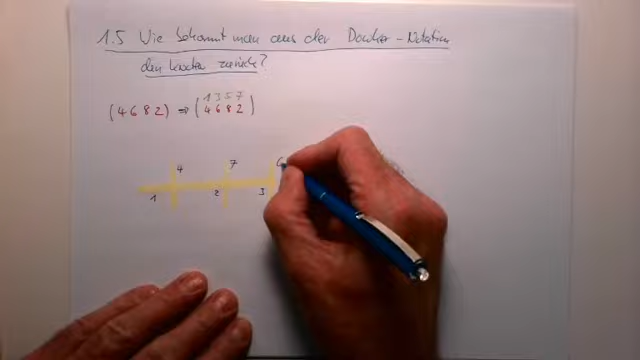 1.5 Wie bekommt man aus der Dowker-Notation
den Knoten zurück?
1 3 5 7
(4 6 8 2) ⇒ (4 6 8 2)
4 7 6
1 2 3